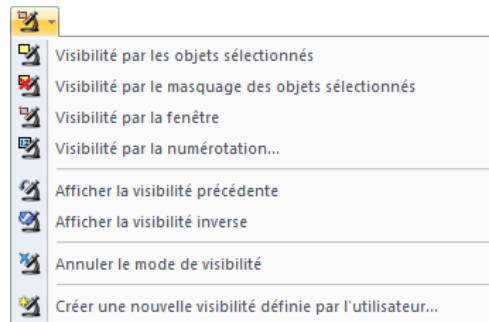 Visibilité par les objets sélectionnés
Visibilité par le masquage des objets sélectionnés
Visibilité par la fenêtre
Visibilité par la numérotation...
Afficher la visibilité précédente
Afficher la visibilité inverse
Annuler le mode de visibilité
Créer une nouvelle visibilité définie par l'utilisateur...